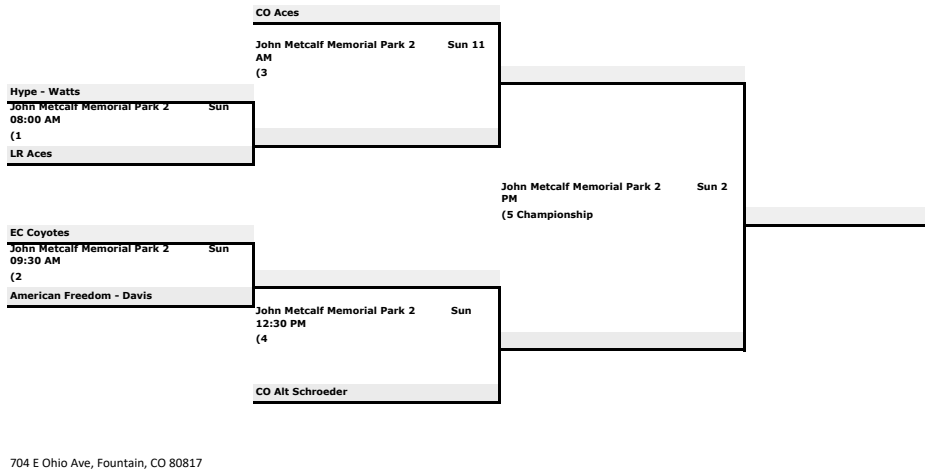 CO Aces
John Metcalf Memorial Park 2 Sun 11
AM
(3
Hype - Watts
John Metcalf Memorial Park 2 Sun
08:00 AM
(1
LR Aces
John Metcalf Memorial Park 2 Sun 2
PM
(5 Championship
EC Coyotes
John Metcalf Memorial Park 2 Sun
09:30 AM
(2
American Freedom - Davis
John Metcalf Memorial Park 2 Sun
12:30 PM
(4
CO Alt Schroeder
704 E Ohio Ave, Fountain, CO 80817